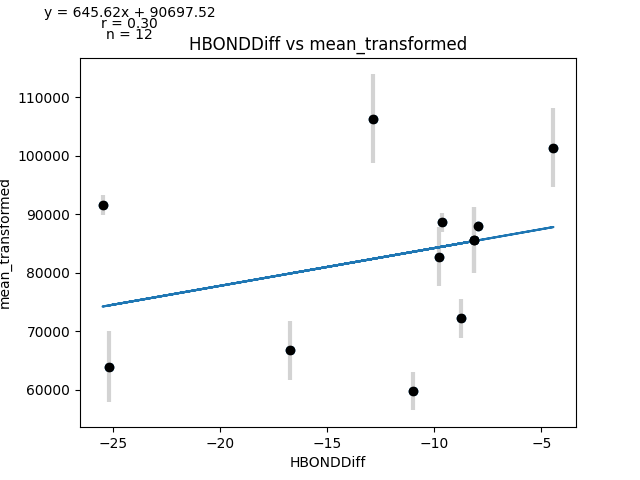 y = 645.62x + 90697.52
r = 0.30
n = 12
HBONDDiff vs mean_transformed
110000
100000
90000
80000
70000
60000
mean_transformed
−25
−20
−15
−10
−5
HBONDDiff